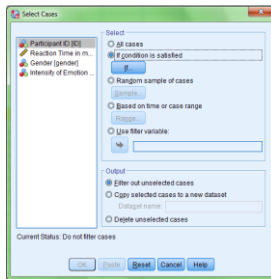 Select Cases
Participant ID [ID]
Reaction Time in m...
Gender [gender]
Intensity of Emotion ...
Select
All cases
If condition is satisfied
If...
Random sample of cases
Sample...
Based on time or case range
Range...
Use filter variable:
Output
Filter out unselected cases
Copy selected cases to a new dataset
Dataset name:
Delete unselected cases
Current Status: Do not filter cases
OK Paste Reset Cancel Help